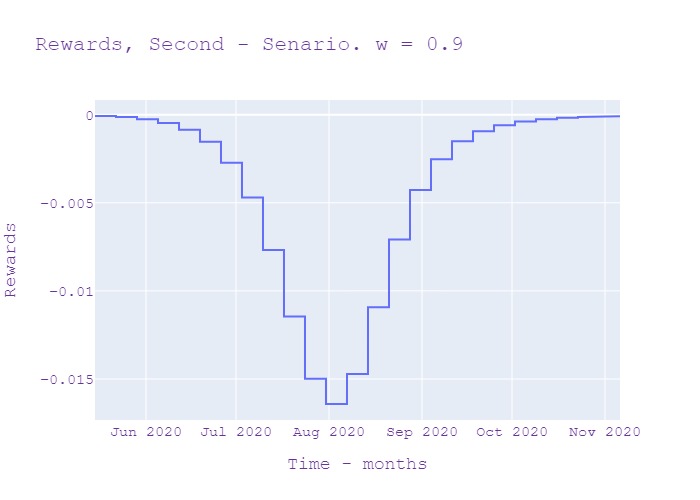 Rewards, Second - Senario. w = 0.9
0
−0.005
−0.01
−0.015
Rewards
Jun 2020 Jul 2020 Aug 2020 Sep 2020 Oct 2020 Nov 2020
Time - months